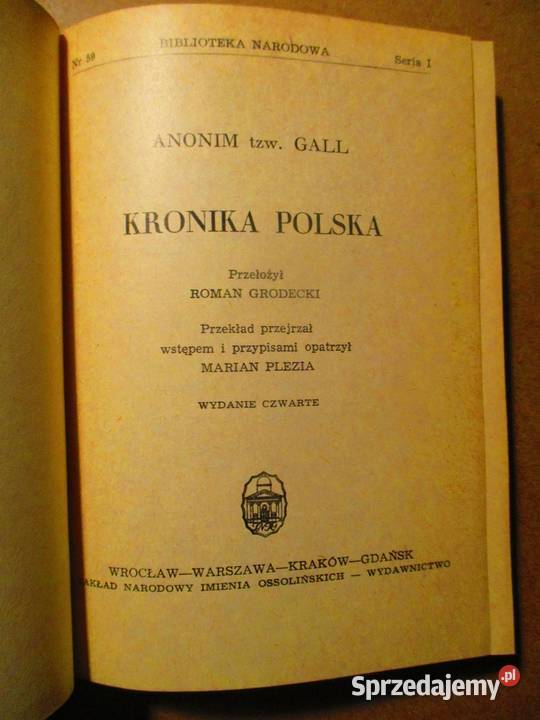 BIBLIOTEKA NARODOWA
Nr 59 Seria I
ANONIM tzw. GALL
KRONIKA POLSKA
Przełożył
ROMAN GRODECKI
Przekład przejrzał
wstępem i przypisami opatrzył
MARIAN PLEZIA
WYDANIE CZWARTE
WROCŁAW—WARSZAWA—KRAKÓW—GDAŃSK
AKŁAD NARODOWY IMIENIA OSSOLIŃSKICH — WYDAWNICTWO
Sprzedajemy.pl